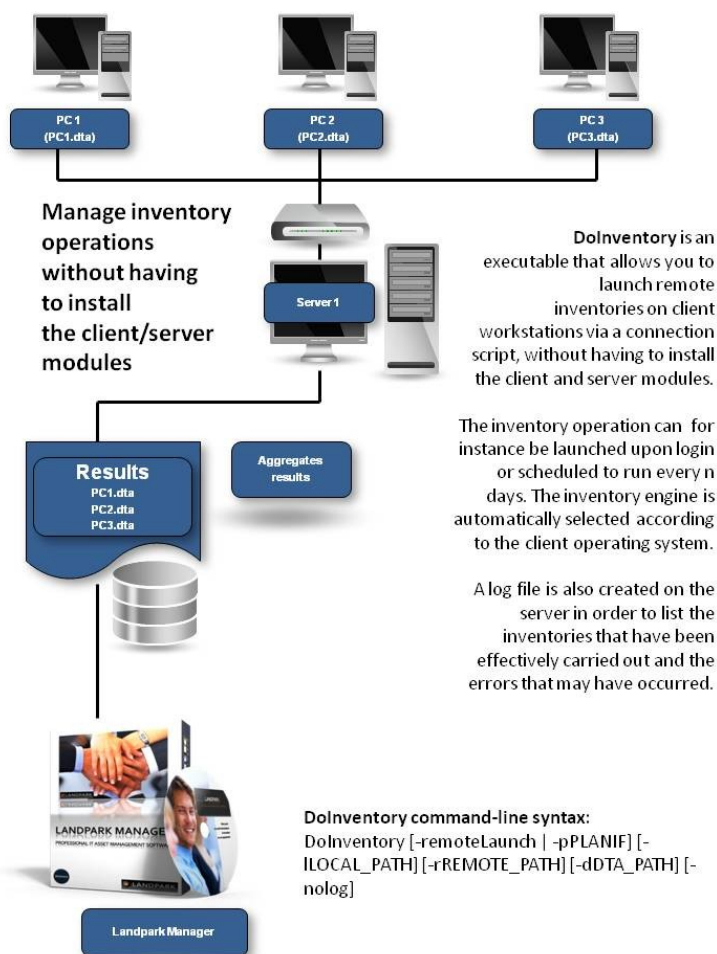 PC 1
(PC1.dta)
PC 2
(PC2.dta)
PC 3
(PC3.dta)
Manage inventory
operations
without having
to install
the client/server
modules
Server 1
DoInventory is an
executable that allows you to
launch remote
inventories on client
workstations via a connection
script, without having to install
the client and server modules.
The inventory operation can for
instance be launched upon login
or scheduled to run every n
days. The inventory engine is
automatically selected according
to the client operating system.
A log file is also created on the
server in order to list the
inventories that have been
effectively carried out and the
errors that may have occurred.
Results
PC1.dta
PC2.dta
PC3.dta
Aggregates
results
LANDPARK MANAGE
PROFESSIONAL IT ASSET MANAGEMENT SOFTWA
LANDPARK
Landpark Manager
DoInventory command-line syntax:
DoInventory [-remoteLaunch | -pPLANIF] [-
lLOCAL_PATH] [-rREMOTE_PATH] [-dDTA_PATH] [-
nolog]